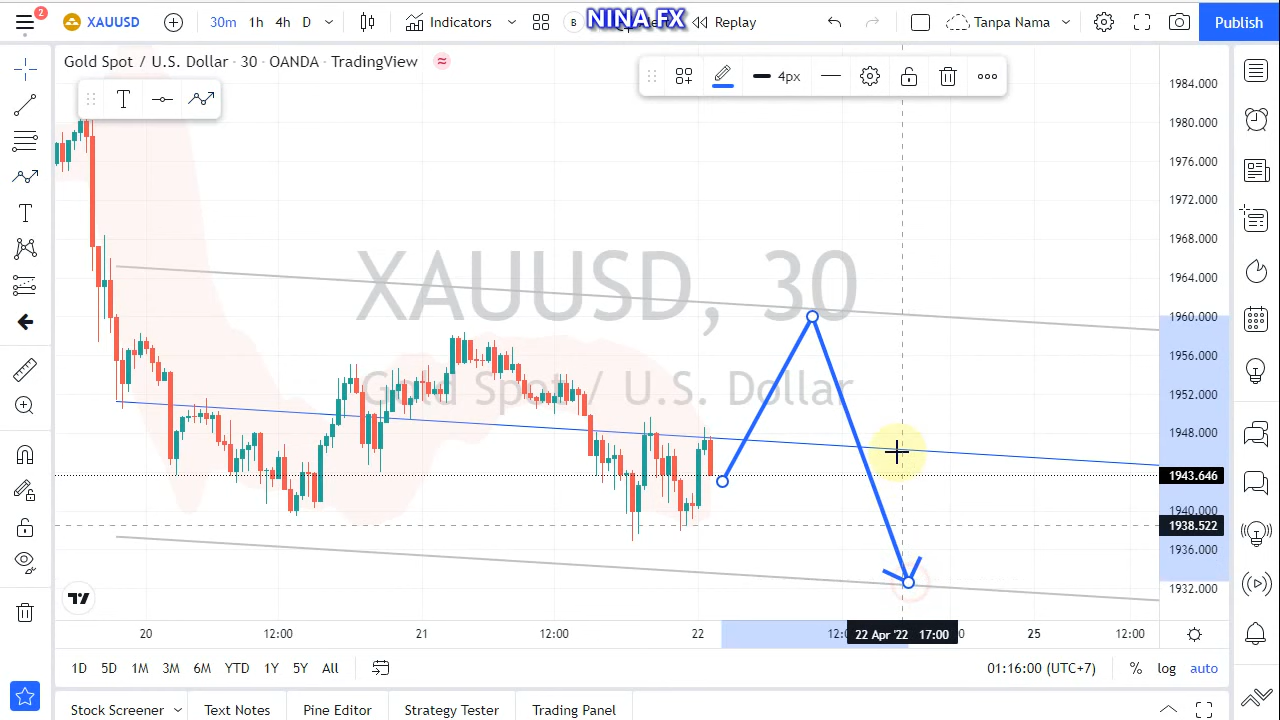 2 XAUUSD 30m 1h 4h D Indicators B NINA FX Replay Tanpa Nama Publish
Gold Spot / U.S. Dollar · 30 · OANDA · TradingView
4px
T
T
XAUUSD, 30
Gold Spot / U.S. Dollar
1984.000
1980.000
1976.000
1972.000
1968.000
1964.000
1960.000
1956.000
1952.000
1948.000
1943.646
1940.000
1938.522
1936.000
1932.000
20 12:00 21 12:00 22 22 Apr '22 17:00 25 12:00
1D 5D 1M 3M 6M YTD 1Y 5Y All 01:16:00 (UTC+7) % log auto
Stock Screener Text Notes Pine Editor Strategy Tester Trading Panel